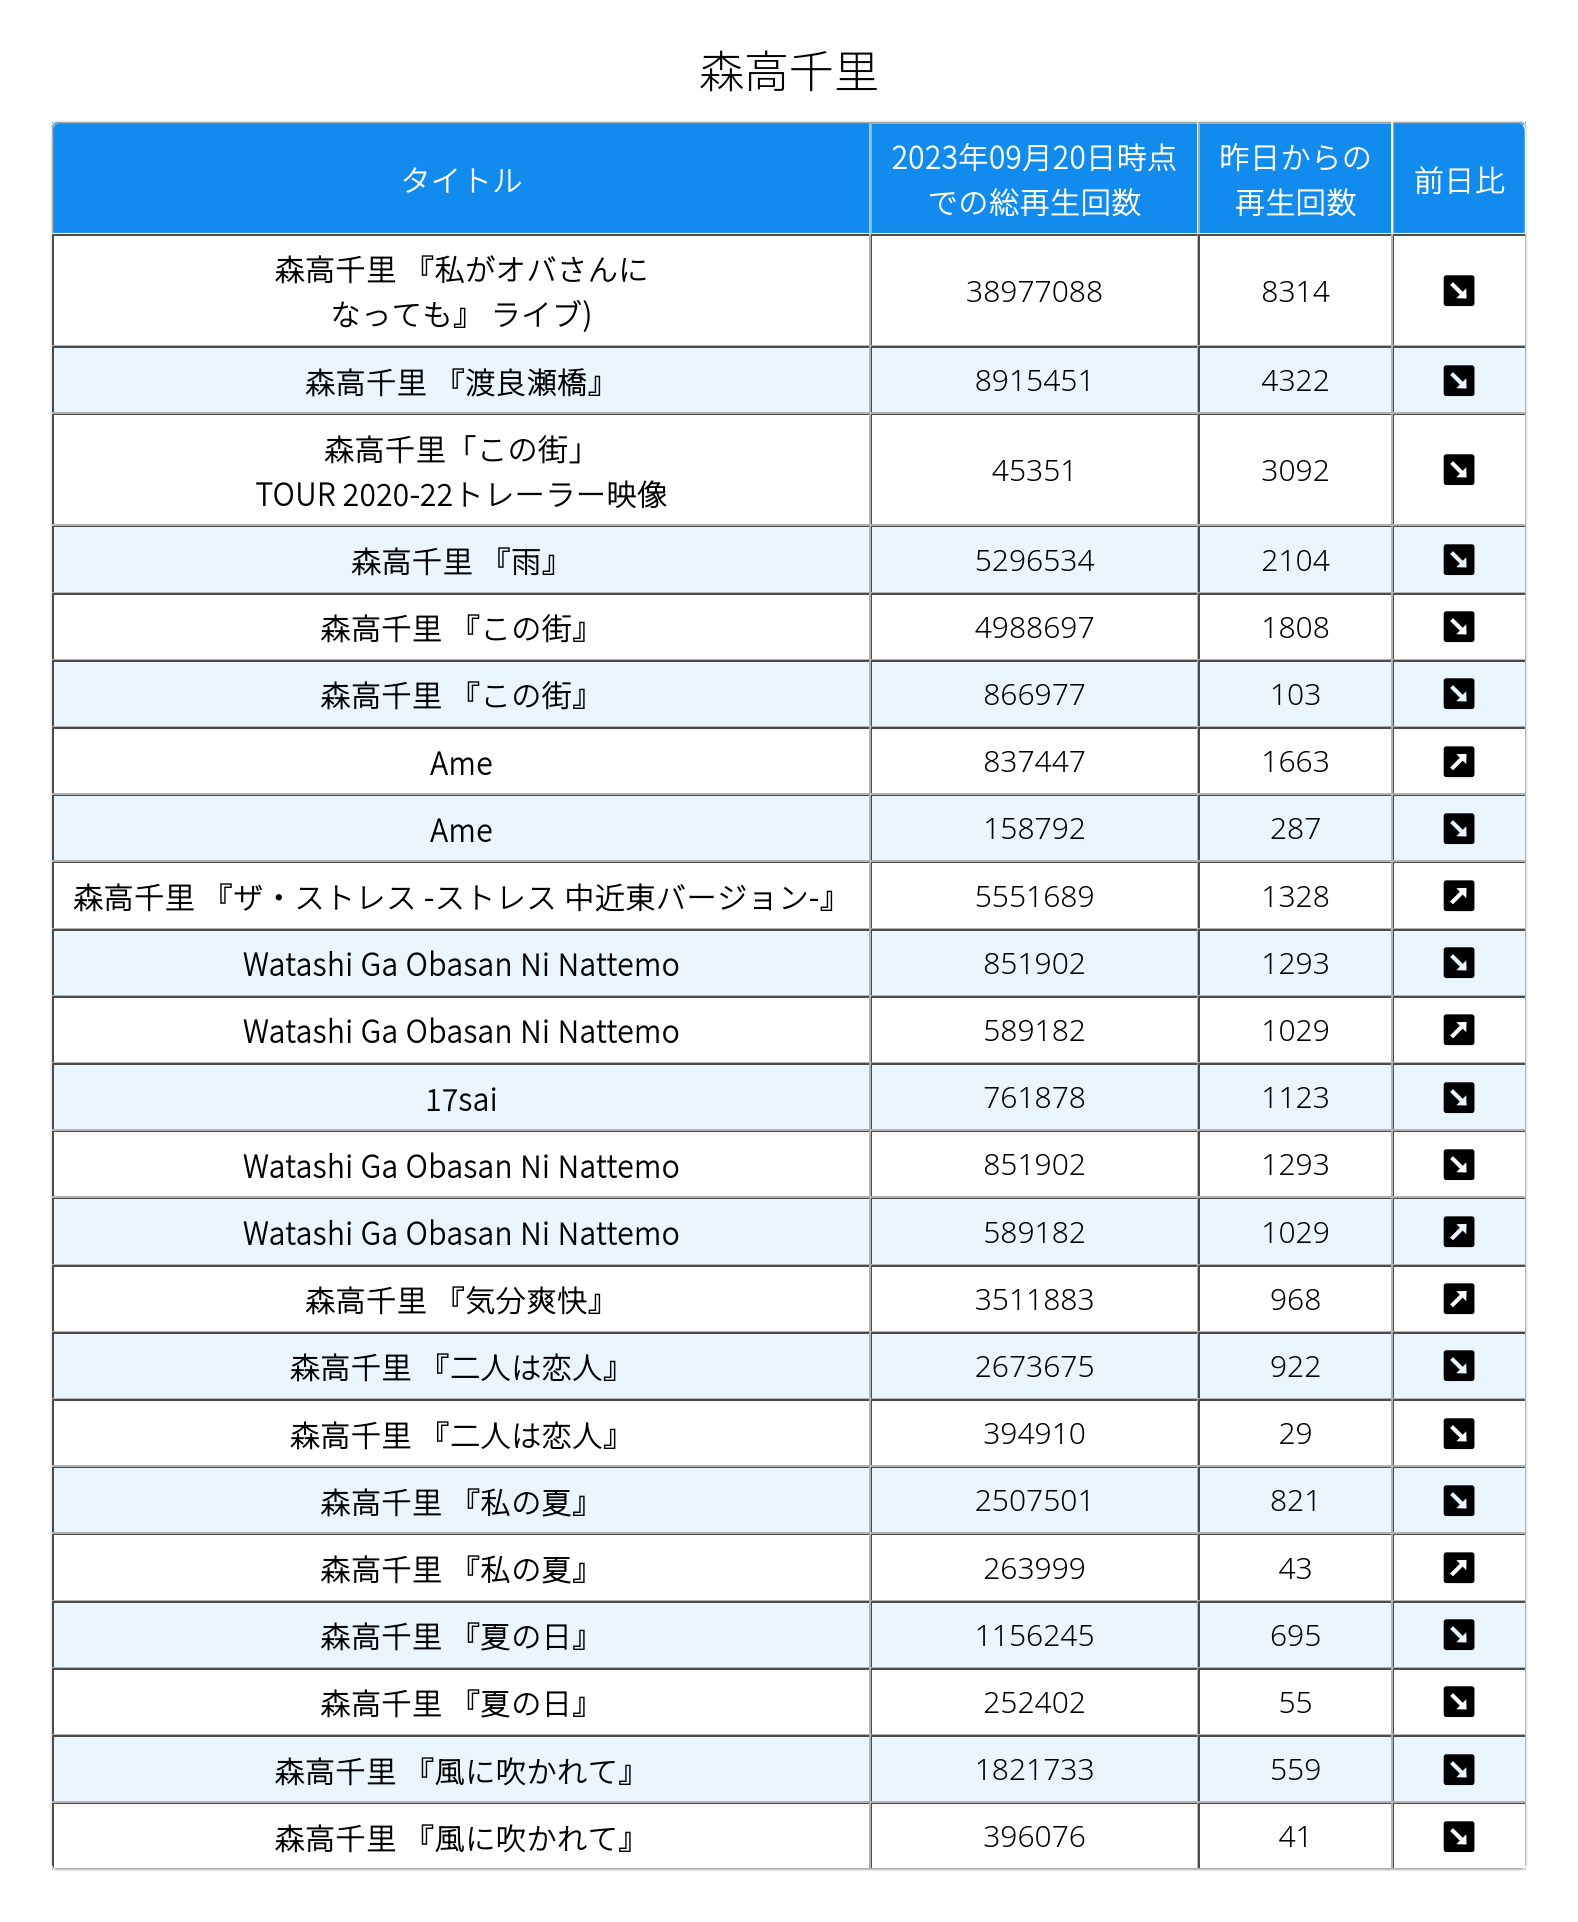 森高千里
タイトル
2023年09月20日時点
での総再生回数
昨日からの
再生回数
前日比
森高千里 『私がオバさんに
なっても』 ライブ)
38977088
8314
森高千里 『渡良瀬橋』
8915451
4322
森高千里「この街」
TOUR 2020-22トレーラー映像
45351
3092
森高千里 『雨』
5296534
2104
森高千里 『この街』
4988697
1808
森高千里 『この街』
866977
103
Ame
837447
1663
Ame
158792
287
森高千里 『ザ・ストレス -ストレス 中近東バージョン-』
5551689
1328
Watashi Ga Obasan Ni Nattemo
851902
1293
Watashi Ga Obasan Ni Nattemo
589182
1029
17sai
761878
1123
Watashi Ga Obasan Ni Nattemo
851902
1293
Watashi Ga Obasan Ni Nattemo
589182
1029
森高千里 『気分爽快』
3511883
968
森高千里 『二人は恋人』
2673675
922
森高千里 『二人は恋人』
394910
29
森高千里 『私の夏』
2507501
821
森高千里 『私の夏』
263999
43
森高千里 『夏の日』
1156245
695
森高千里 『夏の日』
252402
55
森高千里 『風に吹かれて』
1821733
559
森高千里 『風に吹かれて』
396076
41